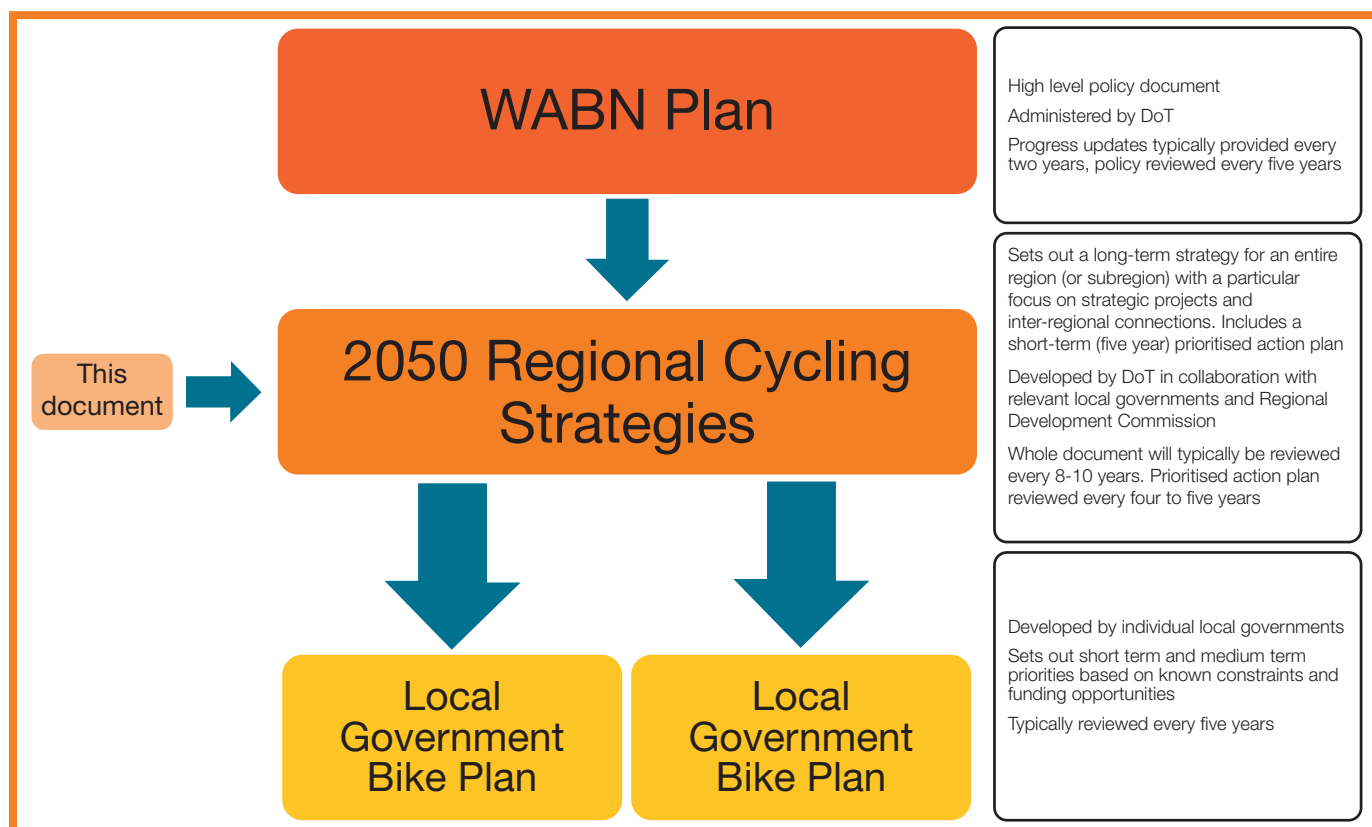 WABN Plan
High level policy document
Administered by DoT
Progress updates typically provided every
two years, policy reviewed every five years
This
document
2050 Regional Cycling
Strategies
Sets out a long-term strategy for an entire
region (or subregion) with a particular
focus on strategic projects and
inter-regional connections. Includes a
short-term (five year) prioritised action plan
Developed by DoT in collaboration with
relevant local governments and Regional
Development Commission
Whole document will typically be reviewed
every 8-10 years. Prioritised action plan
reviewed every four to five years
Local
Government
Bike Plan
Local
Government
Bike Plan
Developed by individual local governments
Sets out short term and medium term
priorities based on known constraints and
funding opportunities
Typically reviewed every five years